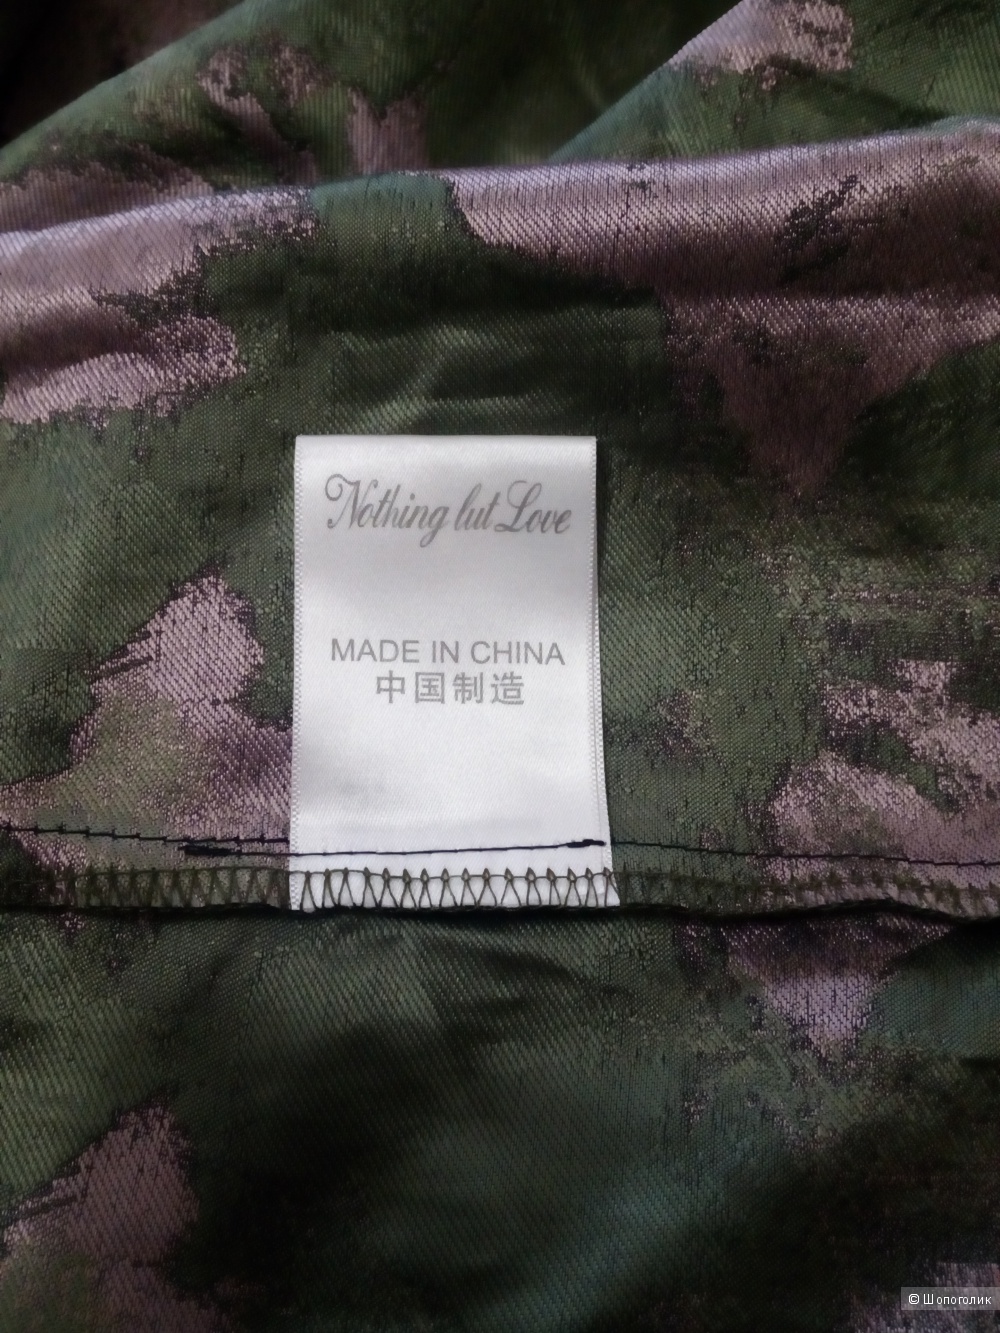 Nothing but Love
MADE IN CHINA
中国制造
© Шопоголик